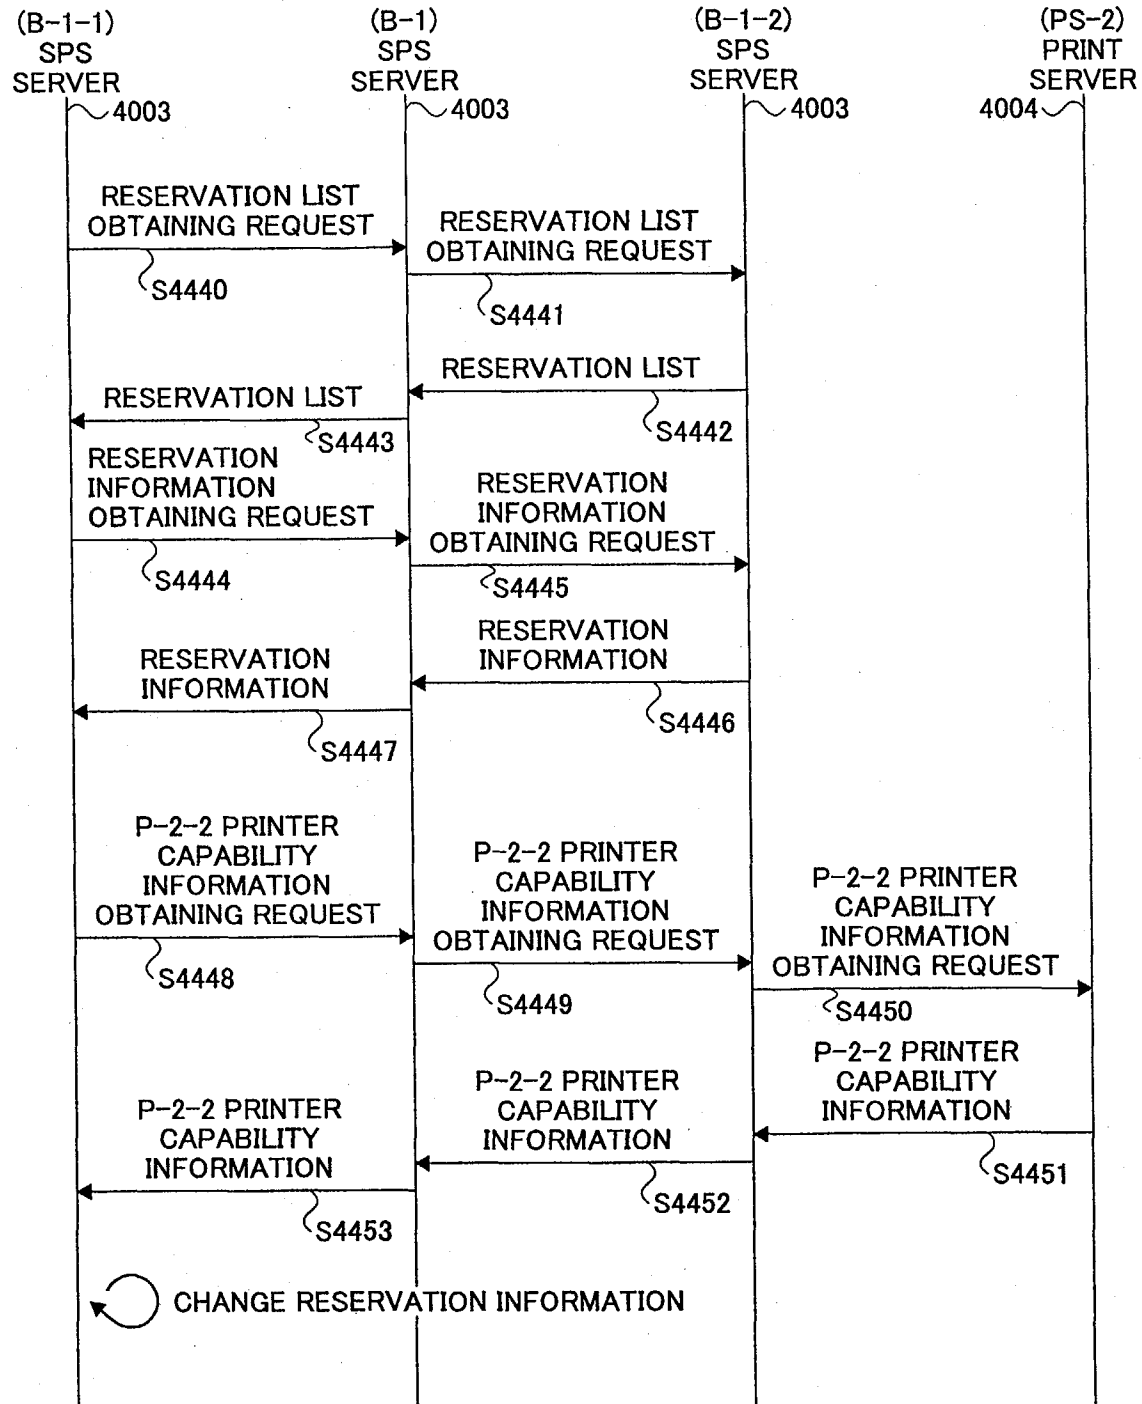 (B-1-1)
SPS
SERVER
4003
(B-1)
SPS
SERVER
4003
(B-1-2)
SPS
SERVER
4003
(PS-2)
PRINT
SERVER
4004
RESERVATION LIST
OBTAINING REQUEST
S4440
RESERVATION LIST
OBTAINING REQUEST
S4441
RESERVATION LIST
S4442
RESERVATION LIST
S4443
RESERVATION
INFORMATION
OBTAINING REQUEST
S4444
RESERVATION
INFORMATION
OBTAINING REQUEST
S4445
RESERVATION
INFORMATION
S4446
RESERVATION
INFORMATION
S4447
P-2-2 PRINTER
CAPABILITY
INFORMATION
OBTAINING REQUEST
S4448
P-2-2 PRINTER
CAPABILITY
INFORMATION
OBTAINING REQUEST
S4449
P-2-2 PRINTER
CAPABILITY
INFORMATION
OBTAINING REQUEST
S4450
P-2-2 PRINTER
CAPABILITY
INFORMATION
S4451
P-2-2 PRINTER
CAPABILITY
INFORMATION
S4452
P-2-2 PRINTER
CAPABILITY
INFORMATION
S4453
CHANGE RESERVATION INFORMATION